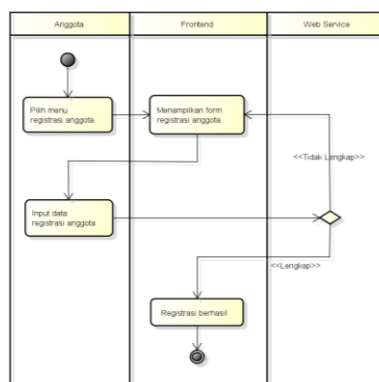 Anggota
Frontend
Web Service
Pilih menu
registrasi anggota
Menampilkan form
registrasi anggota
<<Tidak Lengkap>>
Input data
registrasi anggota
<<Lengkap>>
Registrasi berhasil